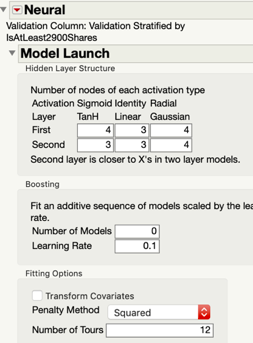 Neural
Validation Column: Validation Stratified by
IsAtLeast2900Shares
Model Launch
Hidden Layer Structure
Number of nodes of each activation type
Activation Sigmoid Identity Radial
Layer TanH Linear Gaussian
First 4 3 4
Second 3 3 4
Second layer is closer to X's in two layer models.
Boosting
Fit an additive sequence of models scaled by the
rate.
Number of Models 0
Learning Rate 0.1
Fitting Options
Transform Covariates
Penalty Method Squared
Number of Tours 12